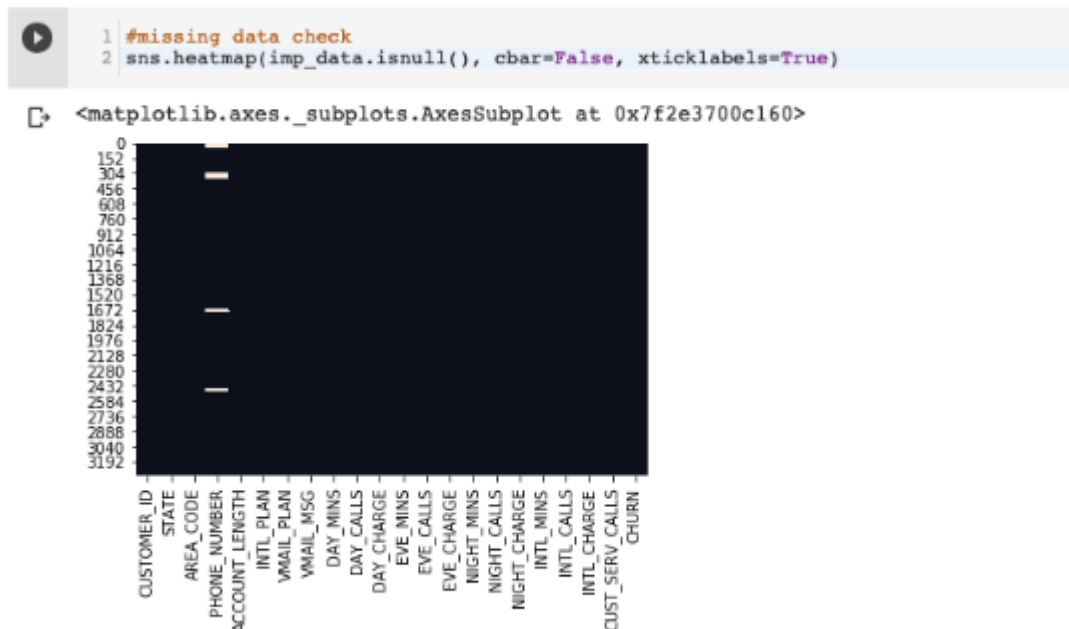 1 #missing data check
2 sns.heatmap(imp_data.isnull(), cbar=False, xticklabels=True)
<matplotlib.axes._subplots.AxesSubplot at 0x7f2e3700c160>
0
152
304
456
608
760
912
1064
1216
1368
1520
1672
1824
1976
2128
2280
2432
2584
2736
2888
3040
3192
CUSTOMER_ID
STATE
AREA_CODE
PHONE_NUMBER
ACCOUNT_LENGTH
INTL_PLAN
VMAIL_PLAN
VMAIL_MSG
DAY_MINS
DAY_CALLS
DAY_CHARGE
EVE_MINS
EVE_CALLS
EVE_CHARGE
NIGHT_MINS
NIGHT_CALLS
NIGHT_CHARGE
INTL_MINS
INTL_CALLS
INTL_CHARGE
CUST_SERV_CALLS
CHURN